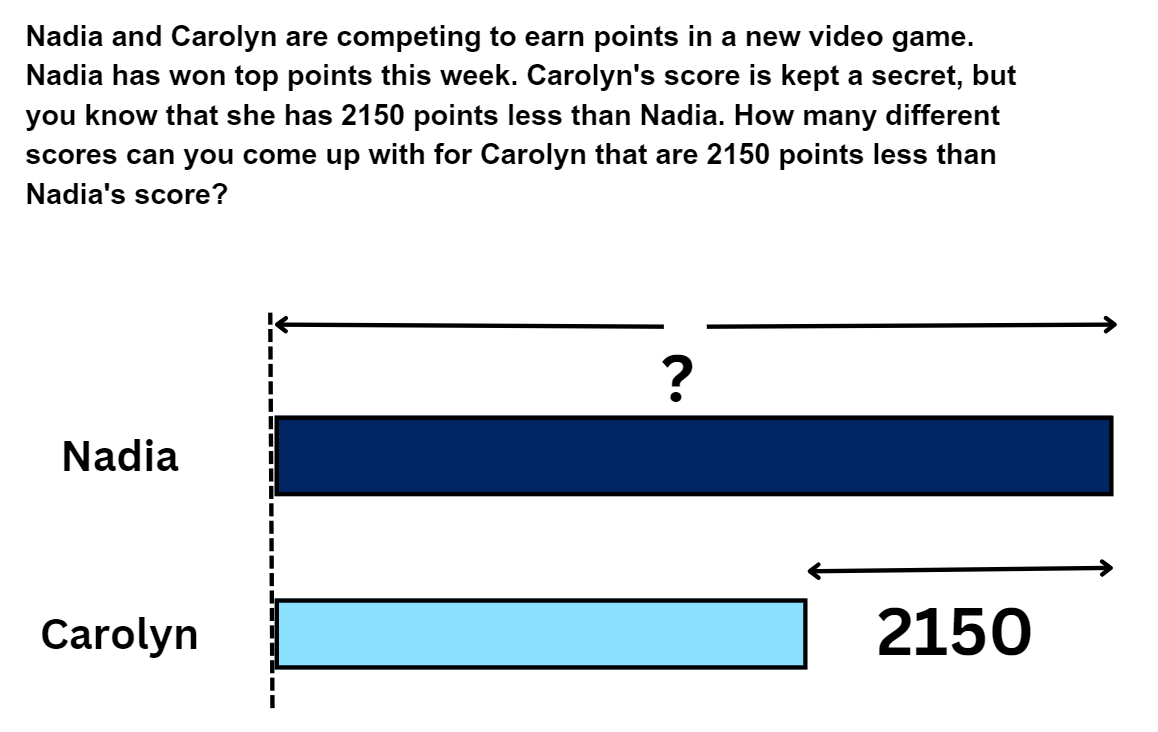 Nadia and Carolyn are competing to earn points in a new video game.
Nadia has won top points this week. Carolyn's score is kept a secret, but
you know that she has 2150 points less than Nadia. How many different
scores can you come up with for Carolyn that are 2150 points less than
Nadia's score?
?
Nadia
Carolyn
2150